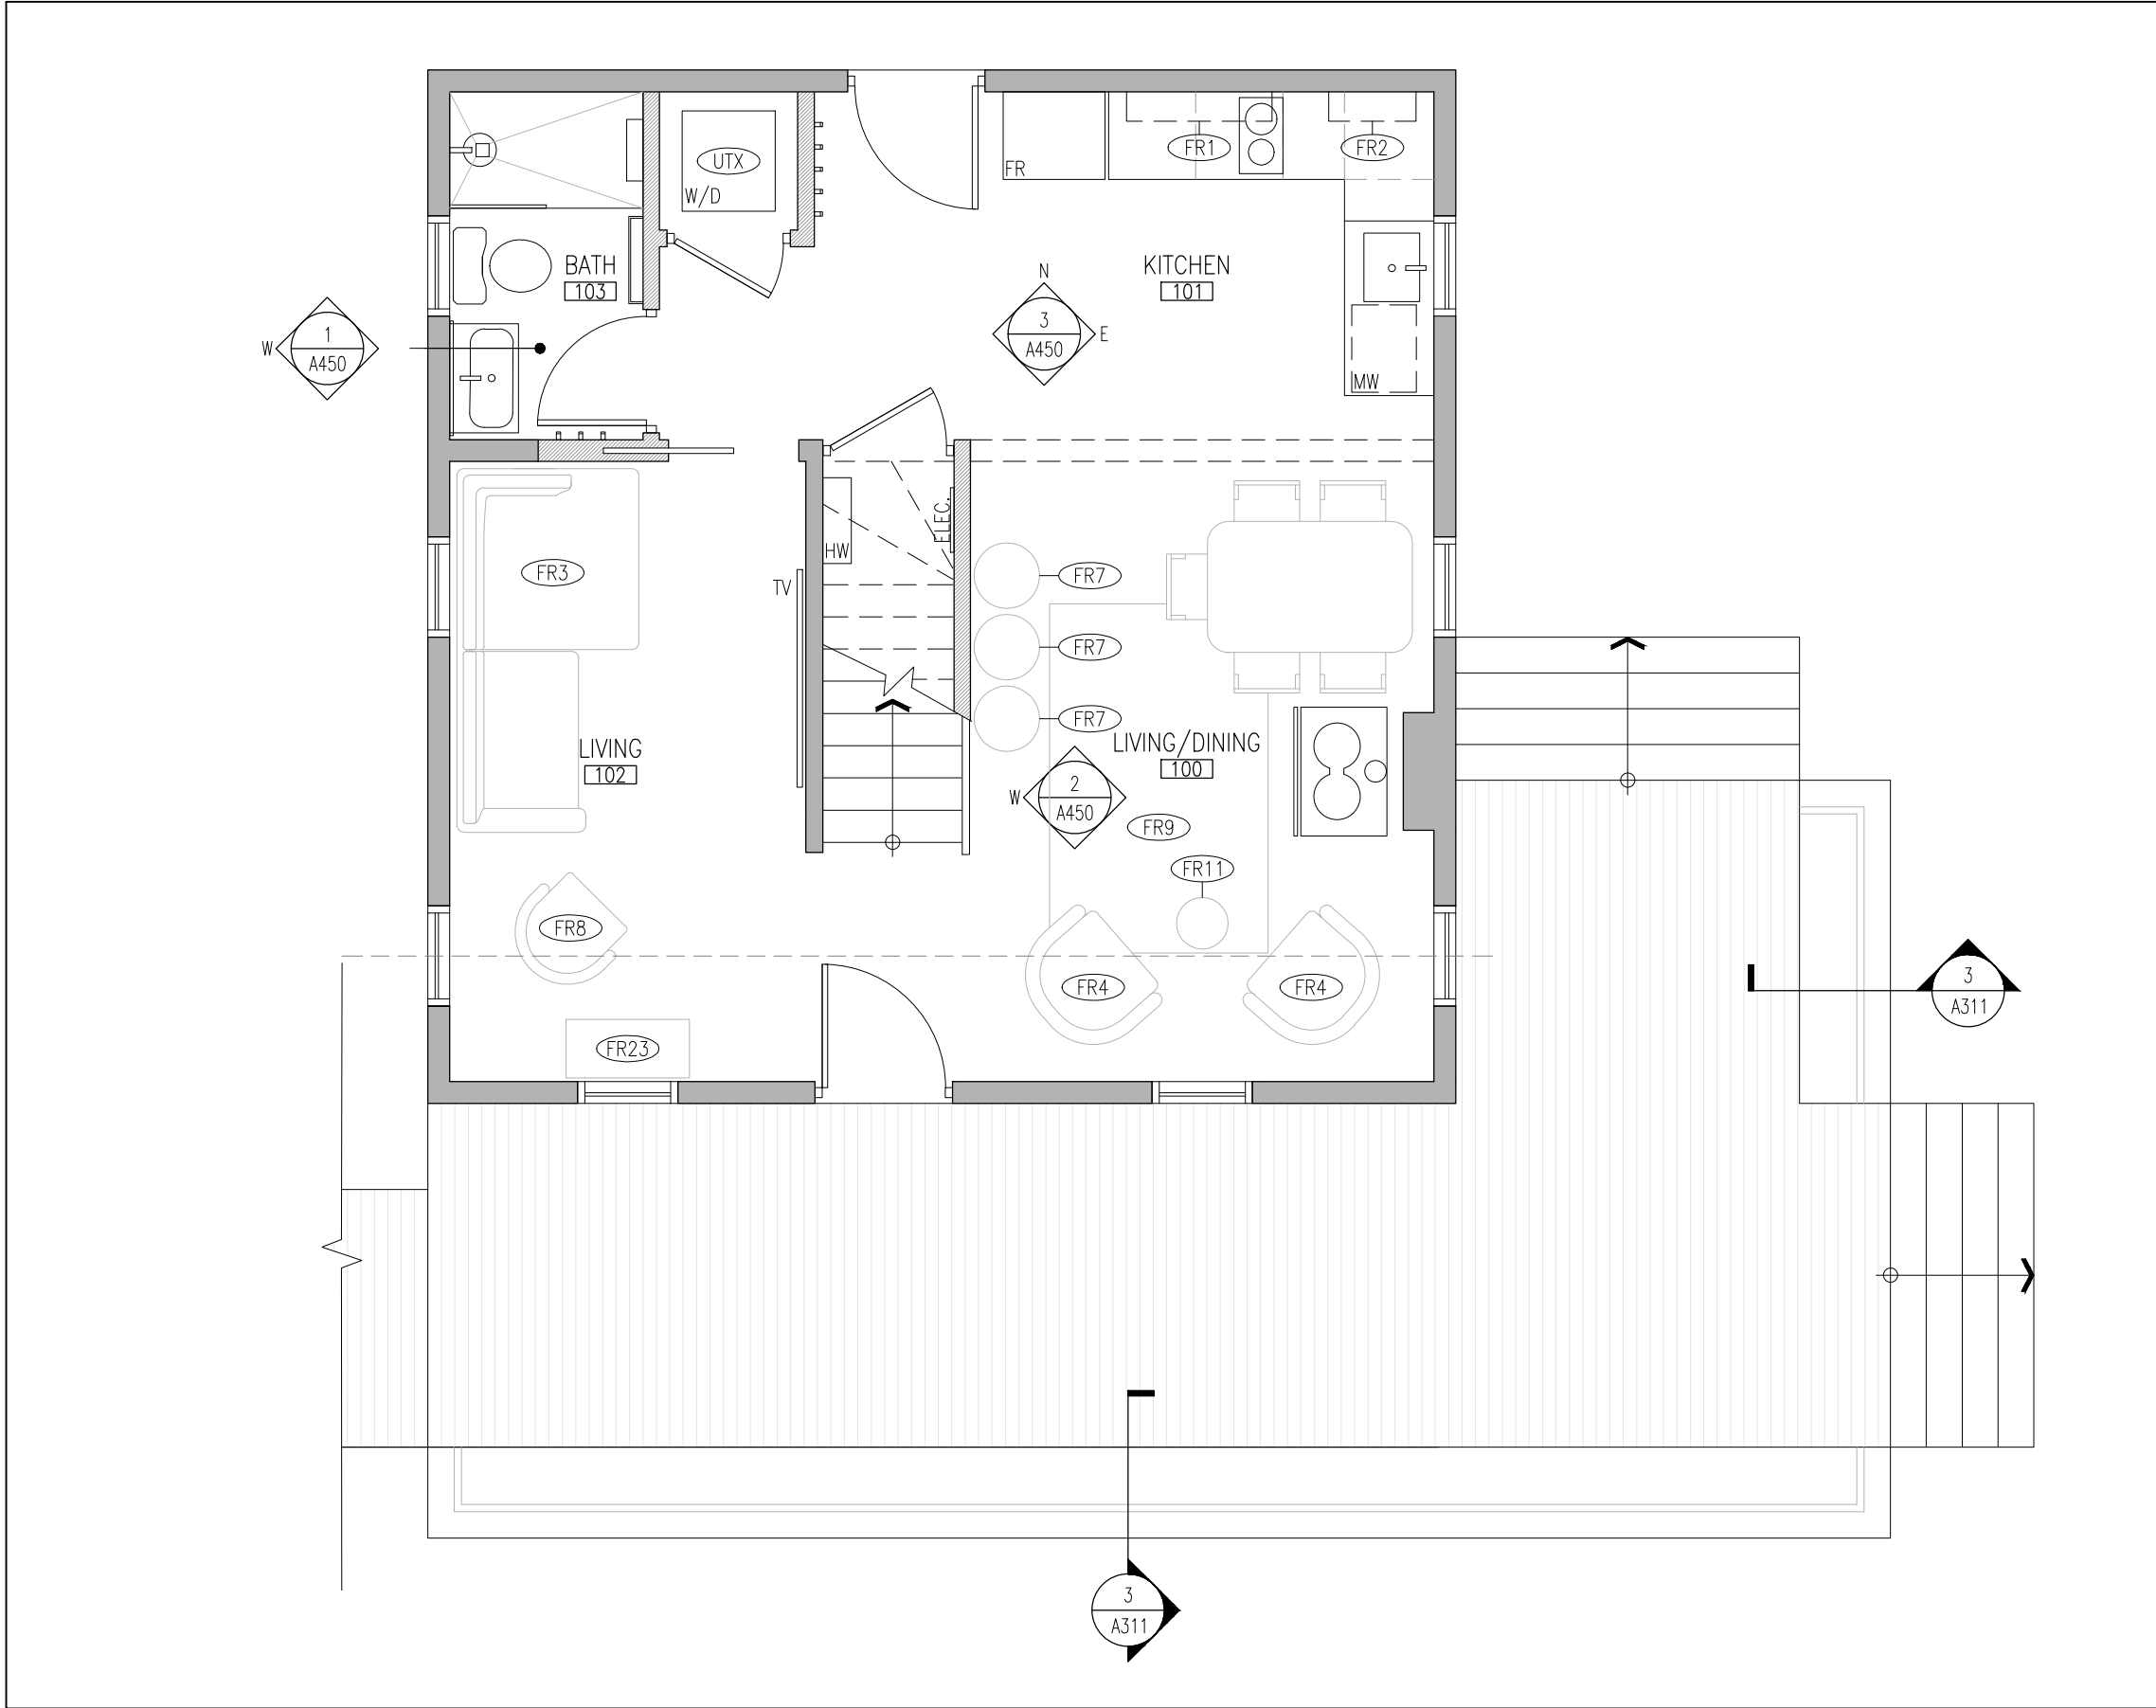 UTX
W/D
FR
FR1
FR2
BATH
103
KITCHEN
101
N
3
A450
E
W
1
A450
MW
HW
ELEC.
TV
FR3
FR7
FR7
FR7
LIVING
102
LIVING/DINING
100
W
2
A450
FR9
FR11
FR8
FR4
FR4
FR23
3
A311
3
A311